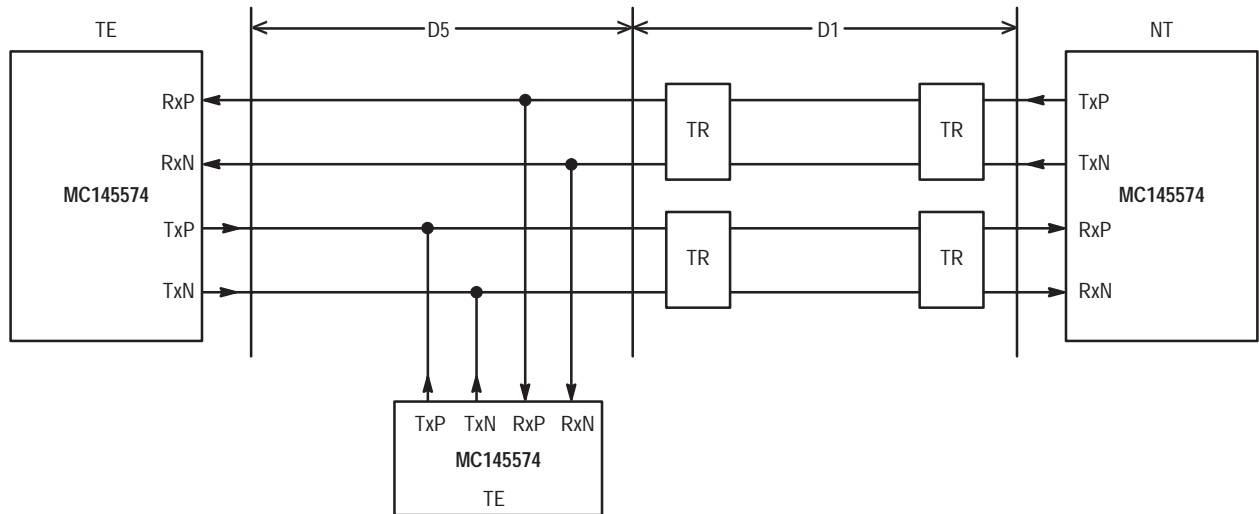 TE D5 D1 NT
RxP TR TR TxP
RxN TxN
MC145574 MC145574
TxP TR TR RxP
TxN RxN
TxP TxN RxP RxN
MC145574
TE